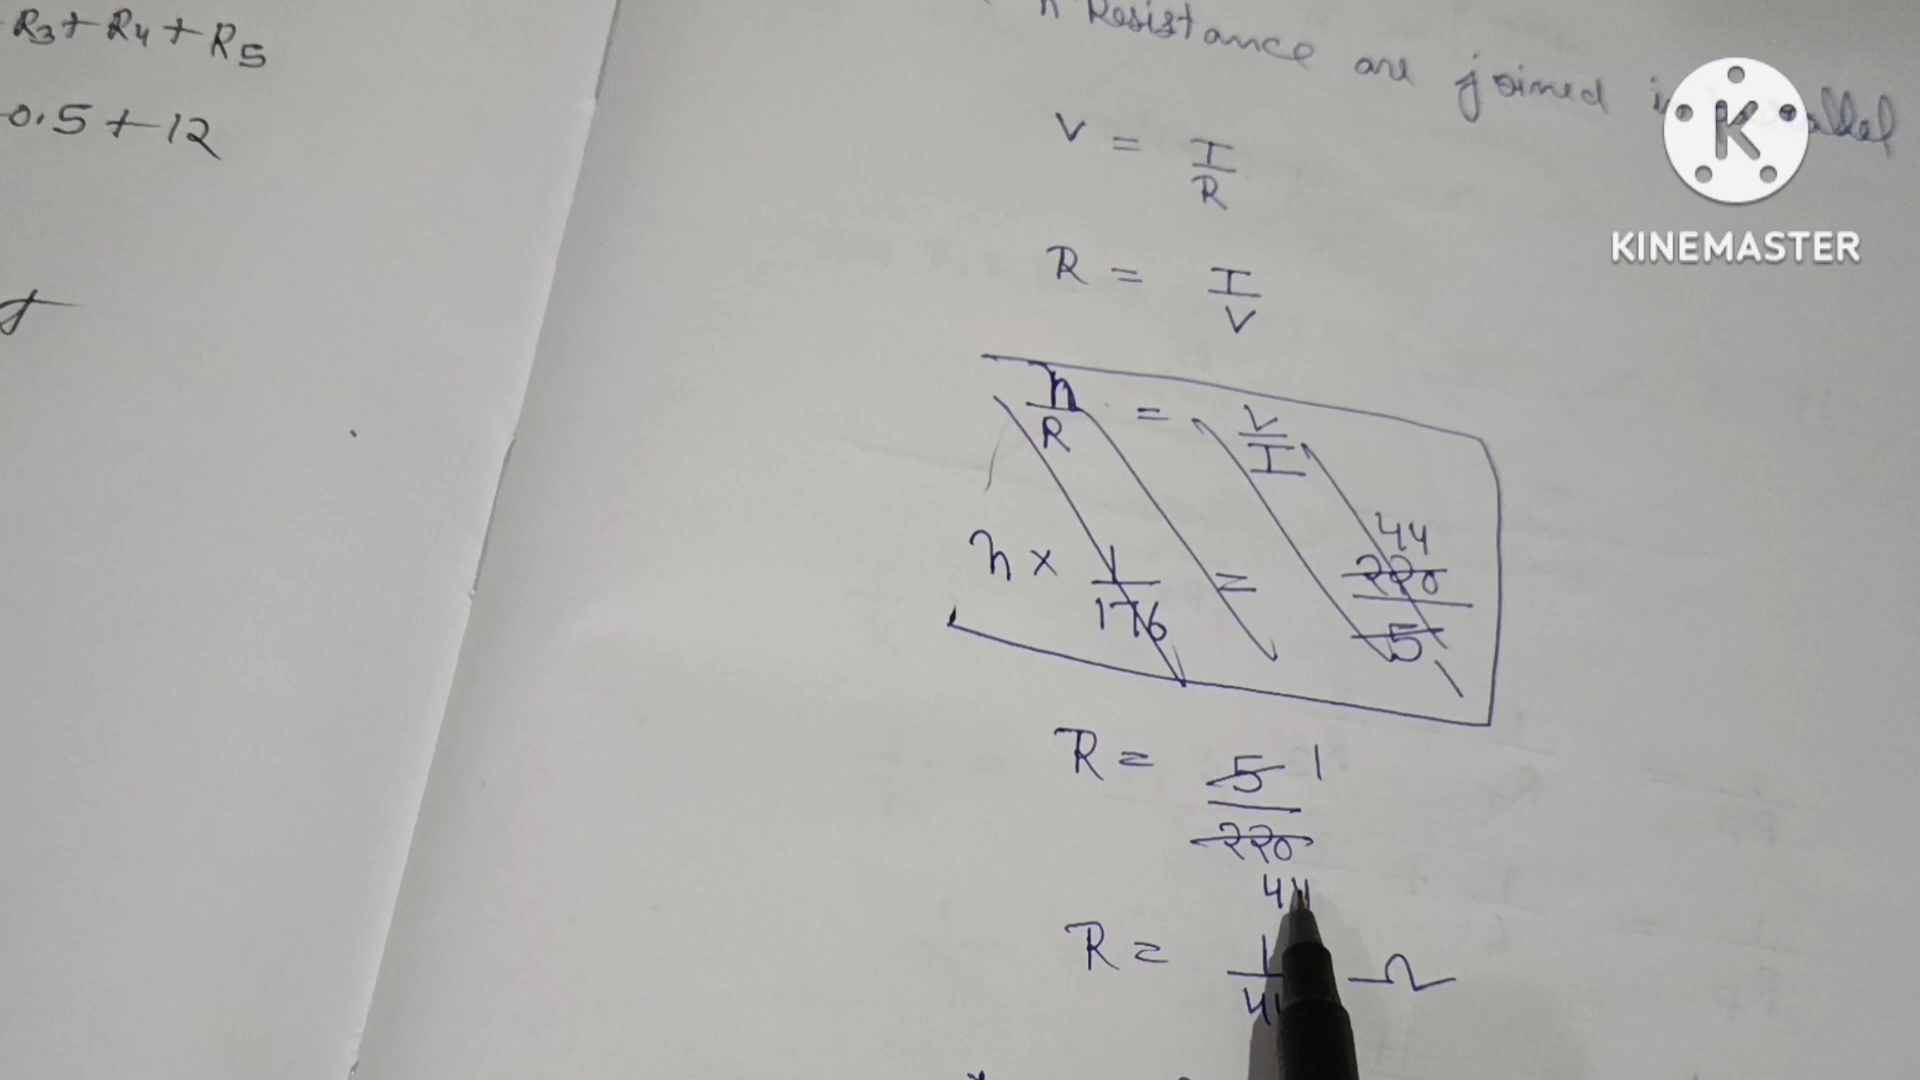 R3 + R4 + R5
0.5 + 12
n Resistance are joined in
V = I/R
R = I/V
n/R = V/I
44
n × 1/176 = 220/5
R = 5/220 1
44
R = 1/4 Ω
K
KINEMASTER